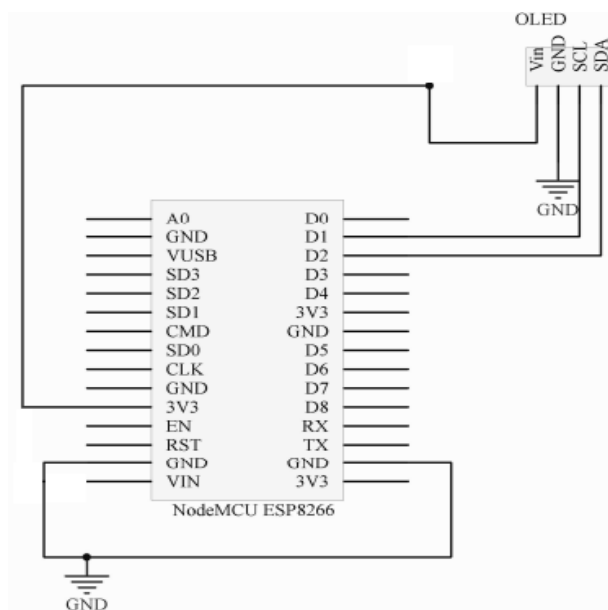 OLED
Vin GND SCL SDA
GND
A0 D0
GND D1
VUSB D2
SD3 D3
SD2 D4
SD1 3V3
CMD GND
SD0 D5
CLK D6
GND D7
3V3 D8
EN RX
RST TX
GND GND
VIN 3V3
NodeMCU ESP8266
GND